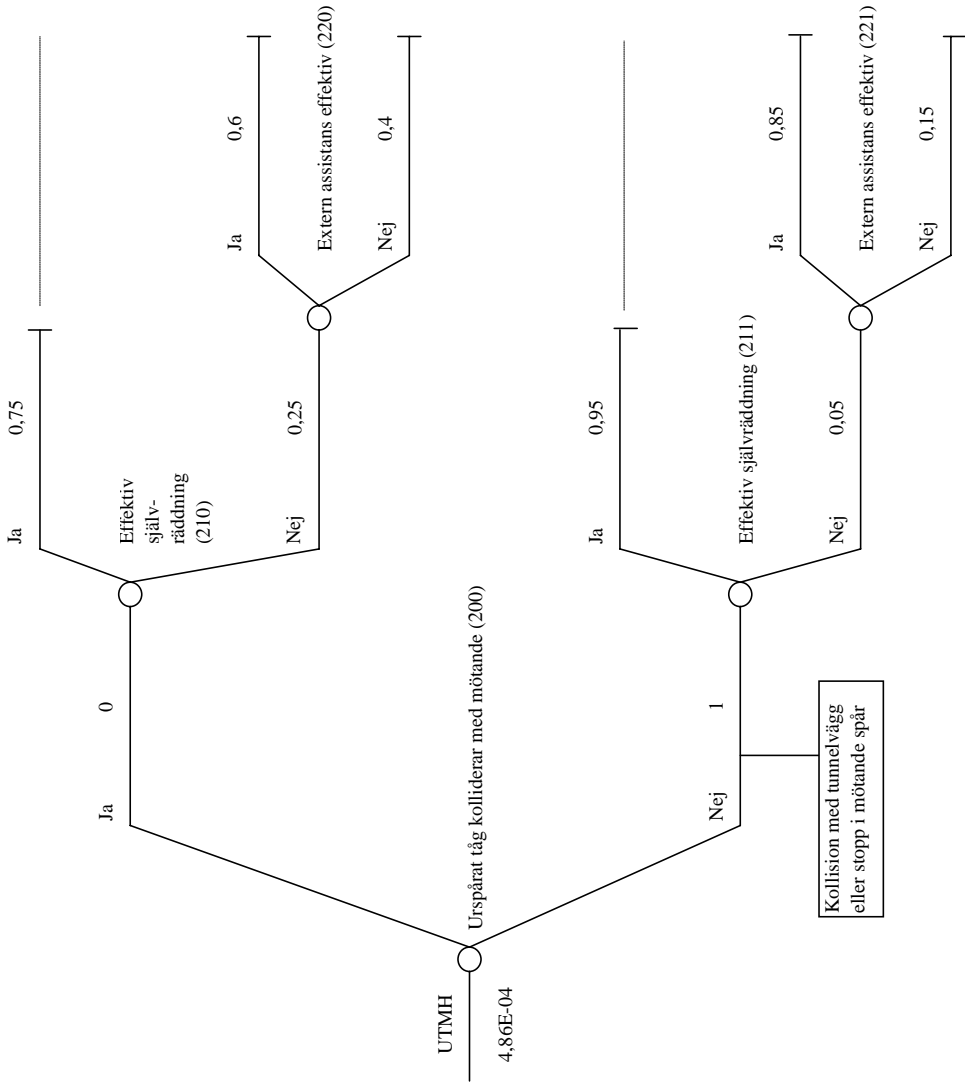 UTMH
4,86E-04
Urspårat tåg kolliderar med mötande (200)
Ja
0
Effektiv
själv-
räddning
(210)
Ja
0,75
Nej
0,25
Ja
0,6
Extern assistans effektiv (220)
Nej
0,4
Nej
1
Kollision med tunnelvägg
eller stopp i mötande spår
Ja
0,95
Effektiv självräddning (211)
Nej
0,05
Ja
0,85
Extern assistans effektiv (221)
Nej
0,15